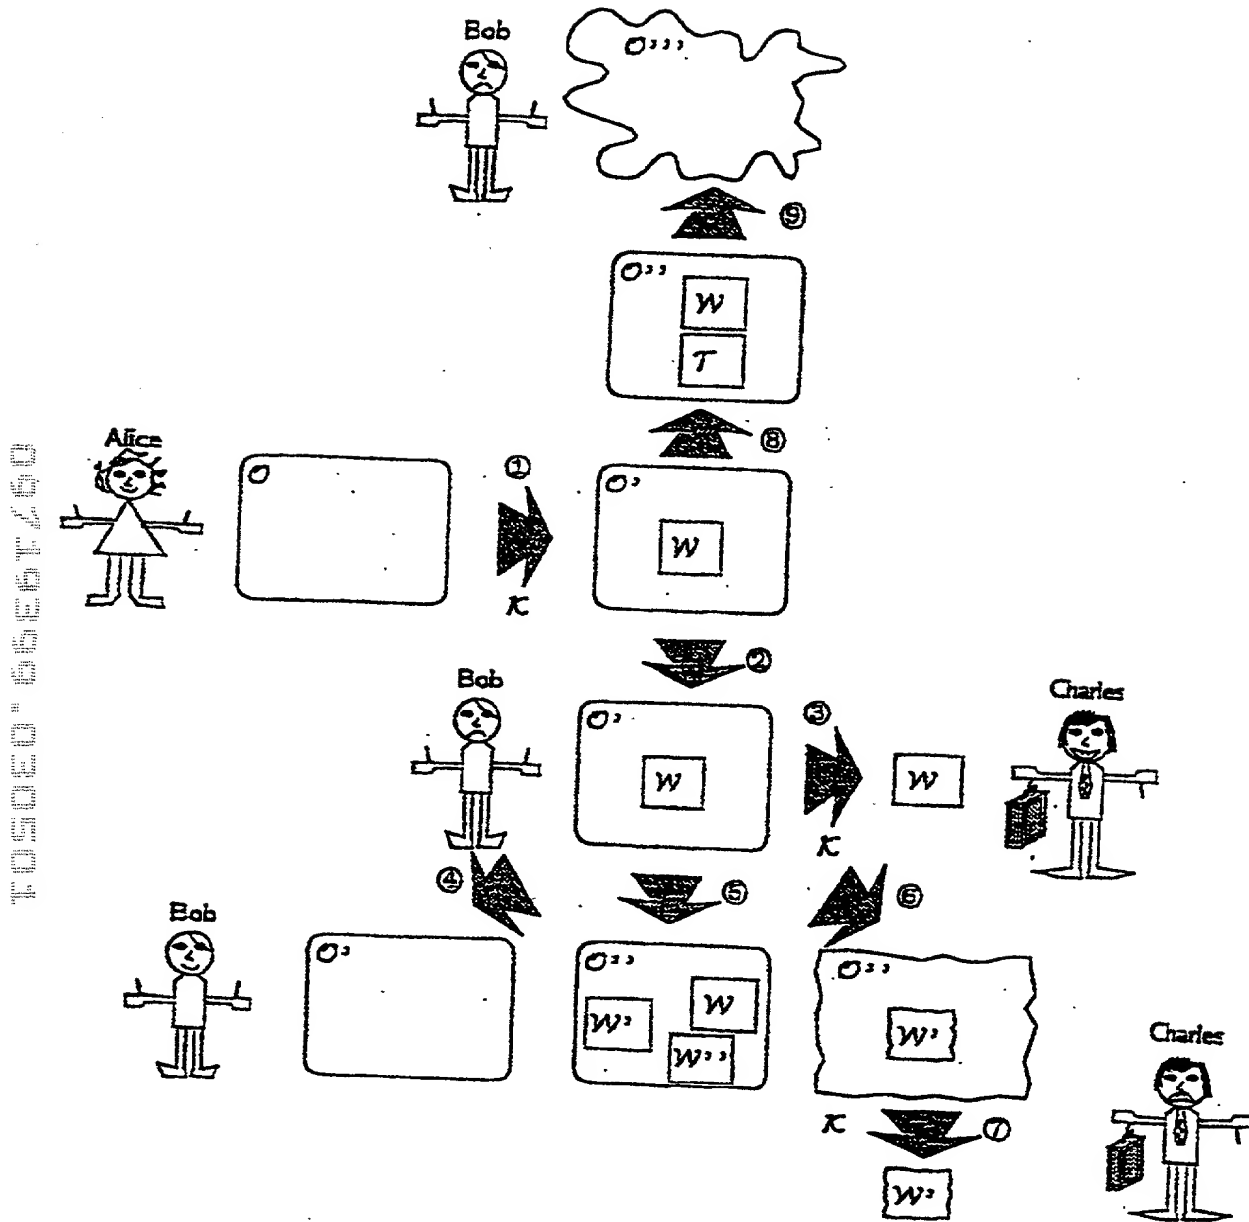 Bob
O'''
⑨
O''
W
T
Alice
⑧
①
O
O'
W
K
②
Bob
Charles
③
O'
W
W
K
④
⑤
⑥
Bob
O'
O''
O''
W'
W
W'
W''
Charles
K
⑦
W'